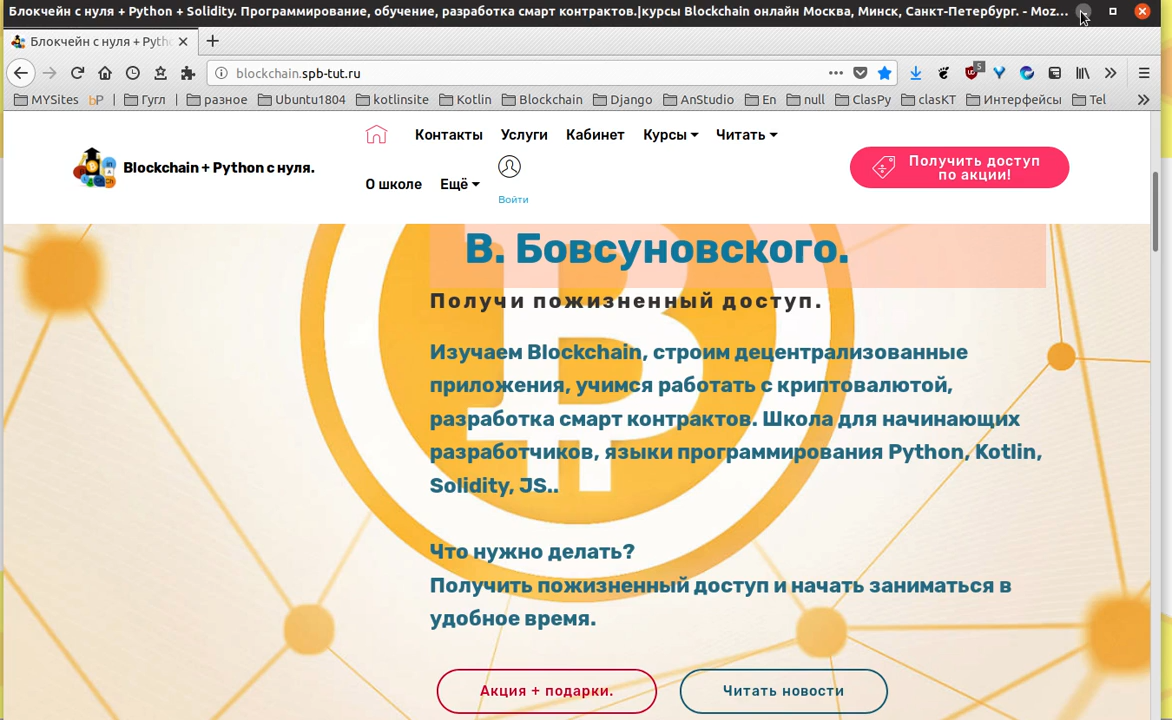 Блокчейн с нуля + Python + Solidity. Программирование, обучение, разработка смарт контрактов.|курсы Blockchain онлайн Москва, Минск, Санкт-Петербург. - Moz…
Блокчейн с нуля + Pytho
blockchain.spb-tut.ru
5
MYSites
bP
Гугл
разное
Ubuntu1804
kotlinsite
Kotlin
Blockchain
Django
AnStudio
En
null
ClasPy
clasKT
Интерфейсы
Tel
Blockchain + Python с нуля.
Контакты Услуги Кабинет Курсы Читать
О школе Ещё
Войти
Получить доступ
по акции!
В. Бовсуновского.
Получи пожизненный доступ.
Изучаем Blockchain, строим децентрализованные
приложения, учимся работать с криптовалютой,
разработка смарт контрактов. Школа для начинающих
разработчиков, языки программирования Python, Kotlin,
Solidity, JS..
Что нужно делать?
Получить пожизненный доступ и начать заниматься в
удобное время.
Акция + подарки.
Читать новости